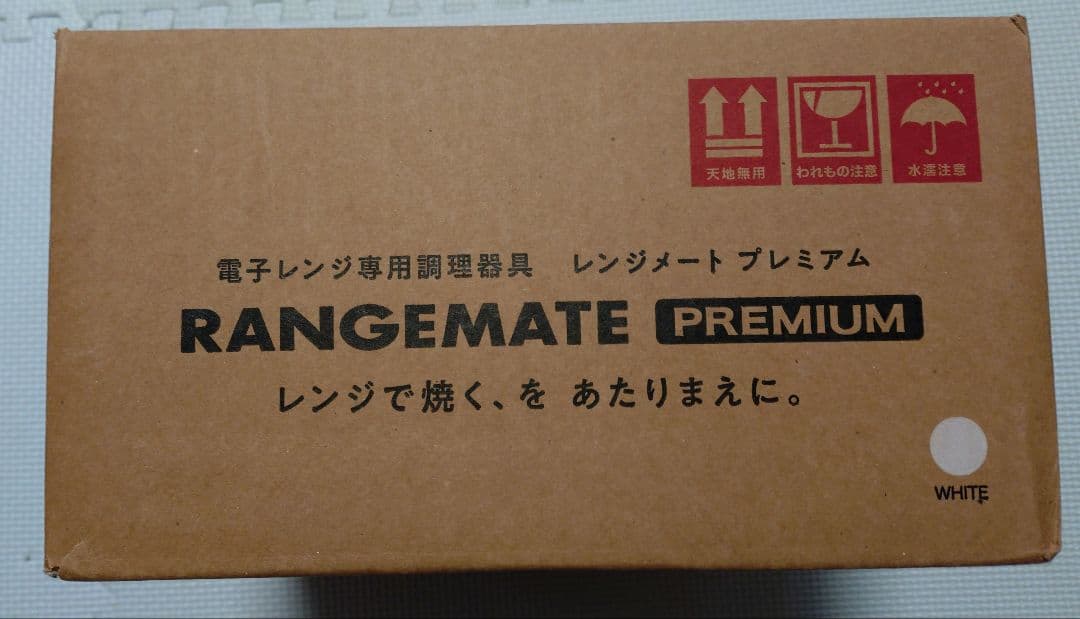 天地無用 われもの注意 水濡注意
電子レンジ専用調理器具 レンジメート プレミアム
RANGEMATE PREMIUM
レンジで焼く、を あたりまえに。
WHITE